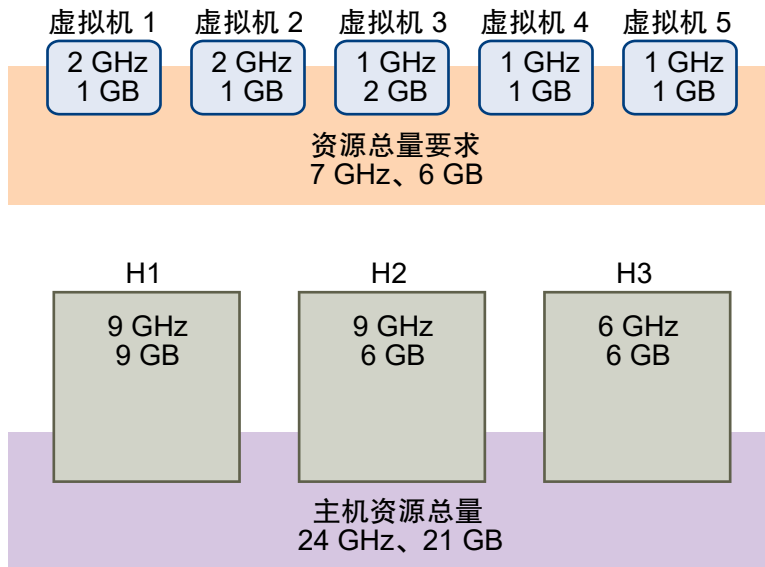 虚拟机 1 虚拟机 2 虚拟机 3 虚拟机 4 虚拟机 5
2 GHz 2 GHz 1 GHz 1 GHz 1 GHz
1 GB 1 GB 2 GB 1 GB 1 GB
资源总量要求
7 GHz、6 GB
H1 H2 H3
9 GHz 9 GHz 6 GHz
9 GB 6 GB 6 GB
主机资源总量
24 GHz、21 GB